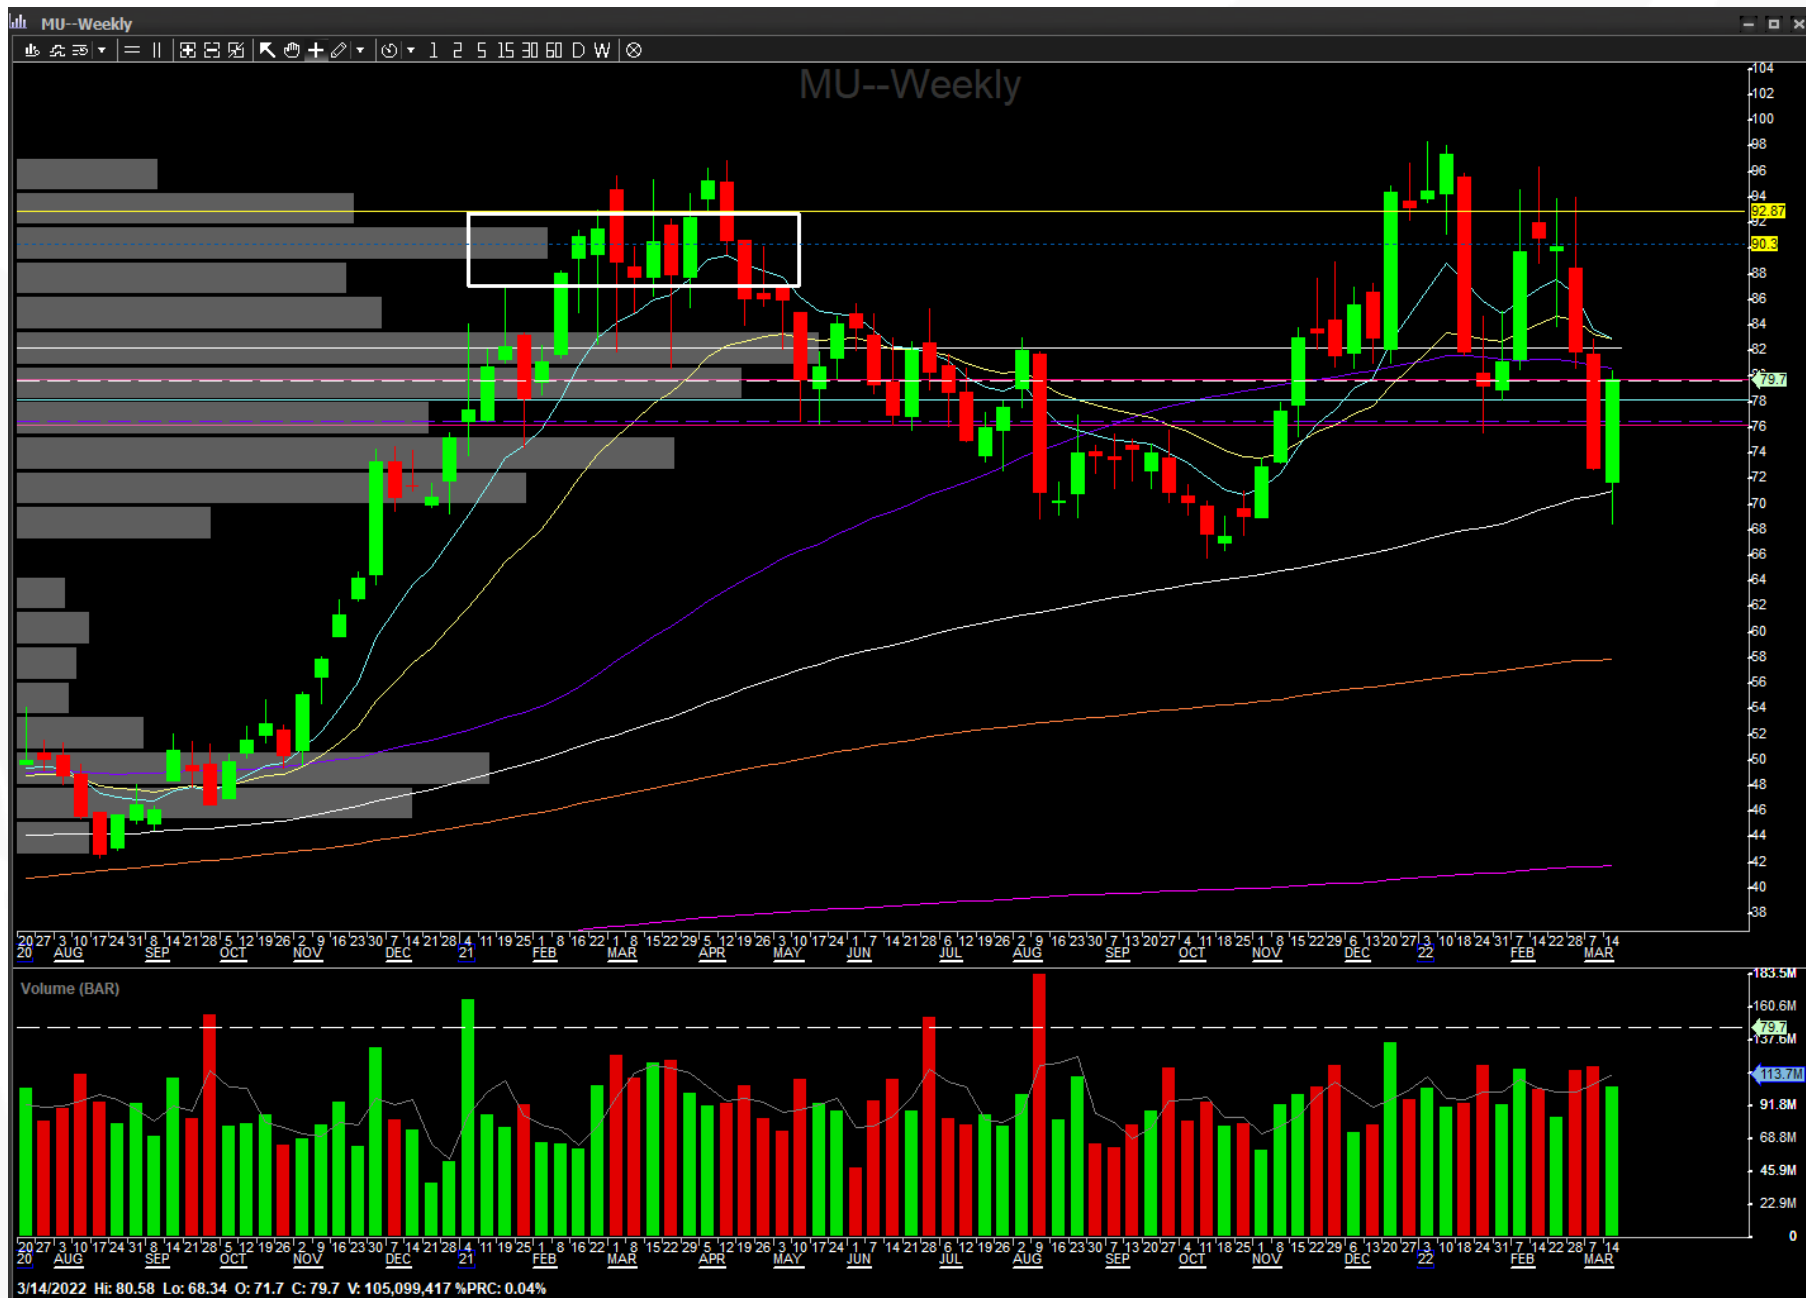 MU--Weekly
1 2 5 15 30 60 D W
MU--Weekly
104
102
100
98
96
94
92.87
92
90.3
88
86
84
82
79.7
78
76
74
72
70
68
66
64
62
60
58
56
54
52
50
48
46
44
42
40
38
20 27 3 10 17 24 31 8 14 21 28 5 12 19 26 2 9 16 23 30 7 14 21 28 4 11 19 25 1 8 16 22 1 8 15 22 29 5 12 19 26 3 10 17 24 1 7 14 21 28 6 12 19 26 2 9 16 23 30 7 13 20 27 4 11 18 25 1 8 15 22 29 6 13 20 27 3 10 18 24 31 7 14 22 28 7 14
20 AUG SEP OCT NOV DEC 21 FEB MAR APR MAY JUN JUL AUG SEP OCT NOV DEC 22 FEB MAR
Volume (BAR)
183.5M
160.6M
79.7
137.6M
113.7M
91.8M
68.8M
45.9M
22.9M
0
20 27 3 10 17 24 31 8 14 21 28 5 12 19 26 2 9 16 23 30 7 14 21 28 4 11 19 25 1 8 16 22 1 8 15 22 29 5 12 19 26 3 10 17 24 1 7 14 21 28 6 12 19 26 2 9 16 23 30 7 13 20 27 4 11 18 25 1 8 15 22 29 6 13 20 27 3 10 18 24 31 7 14 22 28 7 14
20 AUG SEP OCT NOV DEC 21 FEB MAR APR MAY JUN JUL AUG SEP OCT NOV DEC 22 FEB MAR
3/14/2022 Hi: 80.58 Lo: 68.34 O: 71.7 C: 79.7 V: 105,099,417 %PRC: 0.04%